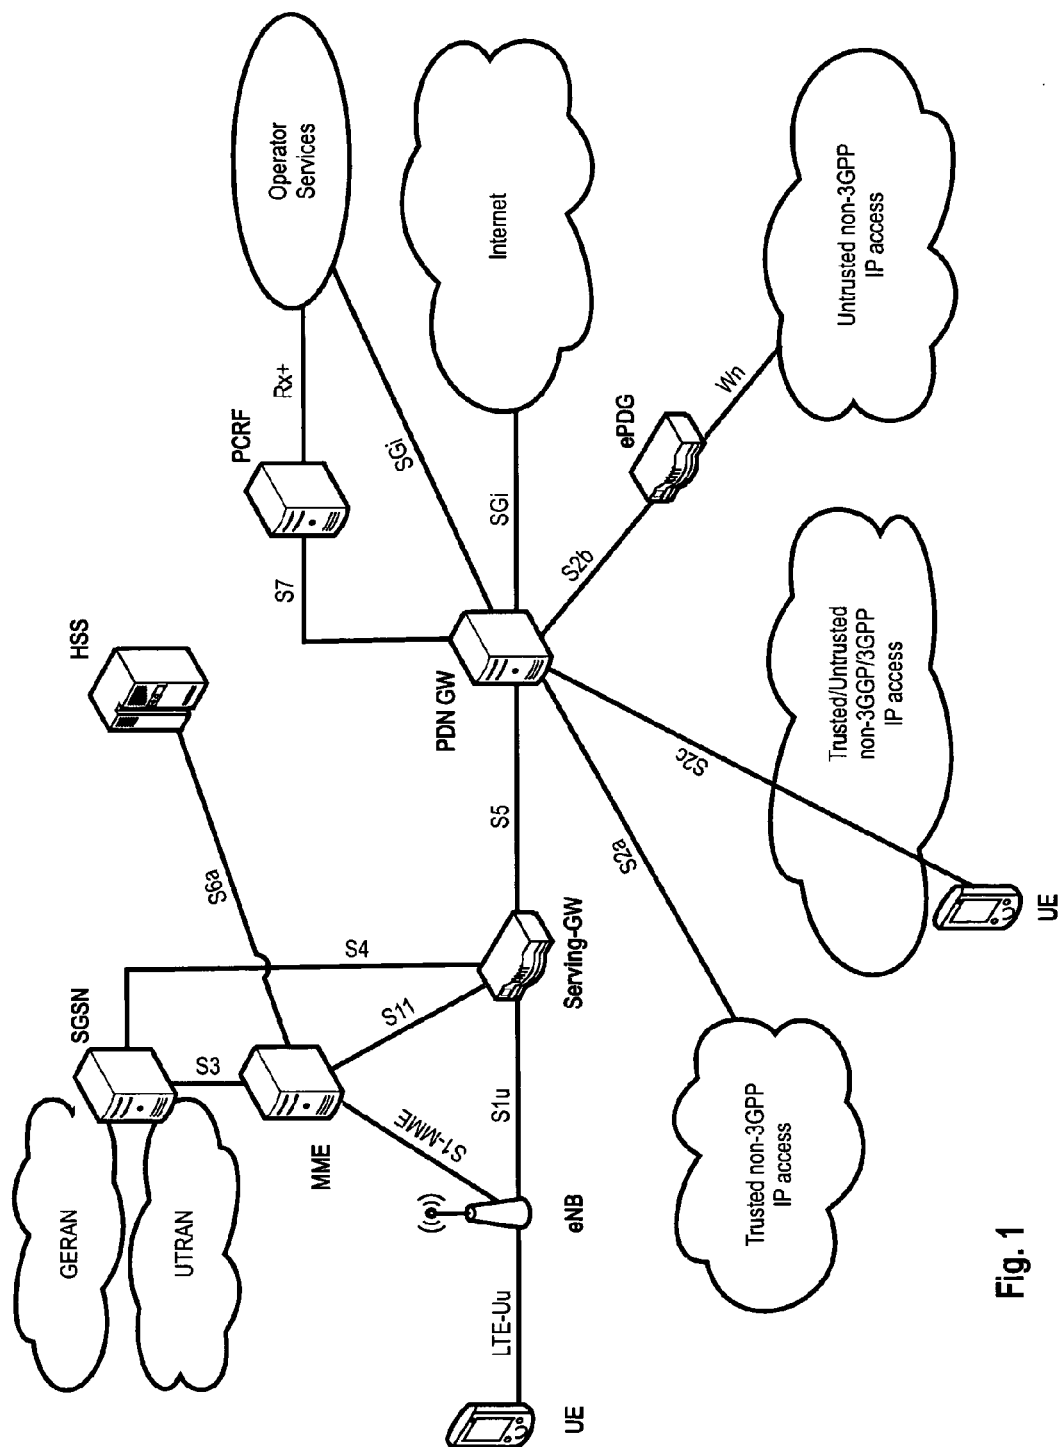 GERAN
UTRAN
SGSN
HSS
S3
S4
S6a
MME
S11
S1-MME
S7
PCRF
Rx+
Operator
Services
SGi
UE
LTE-Uu
eNB
S1u
Serving-GW
S5
PDN GW
SGi
Internet
S2a
S2c
S2b
ePDG
Wn
Trusted non-3GPP
IP access
Trusted/Untrusted
non-3GGP/3GPP
IP access
UE
Untrusted non-3GPP
IP access
Fig. 1